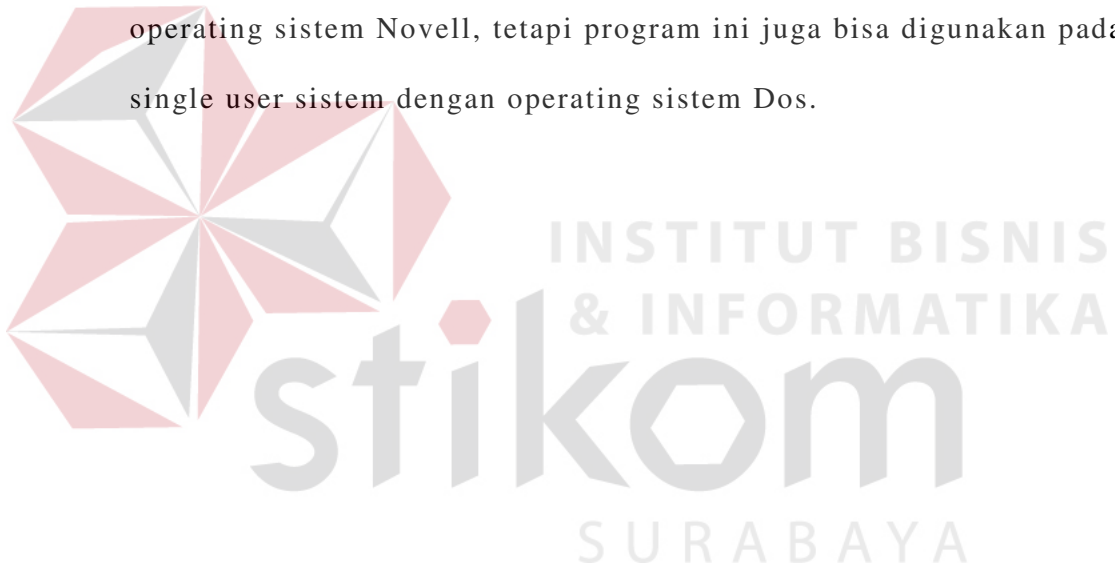 operating sistem Novell, tetapi program ini juga bisa digunakan pada
single user sistem dengan operating sistem Dos.
INSTITUT BISNIS
& INFORMATIKA
stikom
SURABAYA